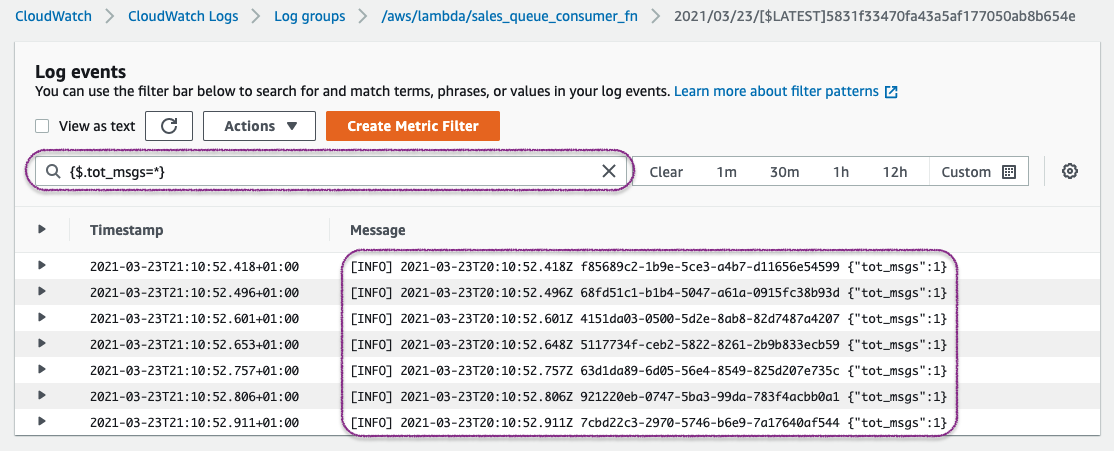 CloudWatch > CloudWatch Logs > Log groups > /aws/lambda/sales_queue_consumer_fn > 2021/03/23/[$LATEST]5831f33470fa43a5af177050ab8b654e
Log events
You can use the filter bar below to search for and match terms, phrases, or values in your log events. Learn more about filter patterns
View as text Actions Create Metric Filter
{$.tot_msgs=*} Clear 1m 30m 1h 12h Custom
Timestamp Message
2021-03-23T21:10:52.418+01:00 [INFO] 2021-03-23T20:10:52.418Z f85689c2-1b9e-5ce3-a4b7-d11656e54599 {"tot_msgs":1}
2021-03-23T21:10:52.496+01:00 [INFO] 2021-03-23T20:10:52.496Z 68fd51c1-b1b4-5047-a61a-0915fc38b93d {"tot_msgs":1}
2021-03-23T21:10:52.601+01:00 [INFO] 2021-03-23T20:10:52.601Z 4151da03-0500-5d2e-8ab8-82d7487a4207 {"tot_msgs":1}
2021-03-23T21:10:52.653+01:00 [INFO] 2021-03-23T20:10:52.648Z 5117734f-ceb2-5822-8261-2b9b833ecb59 {"tot_msgs":1}
2021-03-23T21:10:52.757+01:00 [INFO] 2021-03-23T20:10:52.757Z 63d1da89-6d05-56e4-8549-825d207e735c {"tot_msgs":1}
2021-03-23T21:10:52.806+01:00 [INFO] 2021-03-23T20:10:52.806Z 921220eb-0747-5ba3-99da-783f4acbb0a1 {"tot_msgs":1}
2021-03-23T21:10:52.911+01:00 [INFO] 2021-03-23T20:10:52.911Z 7cbd22c3-2970-5746-b6e9-7a17640af544 {"tot_msgs":1}